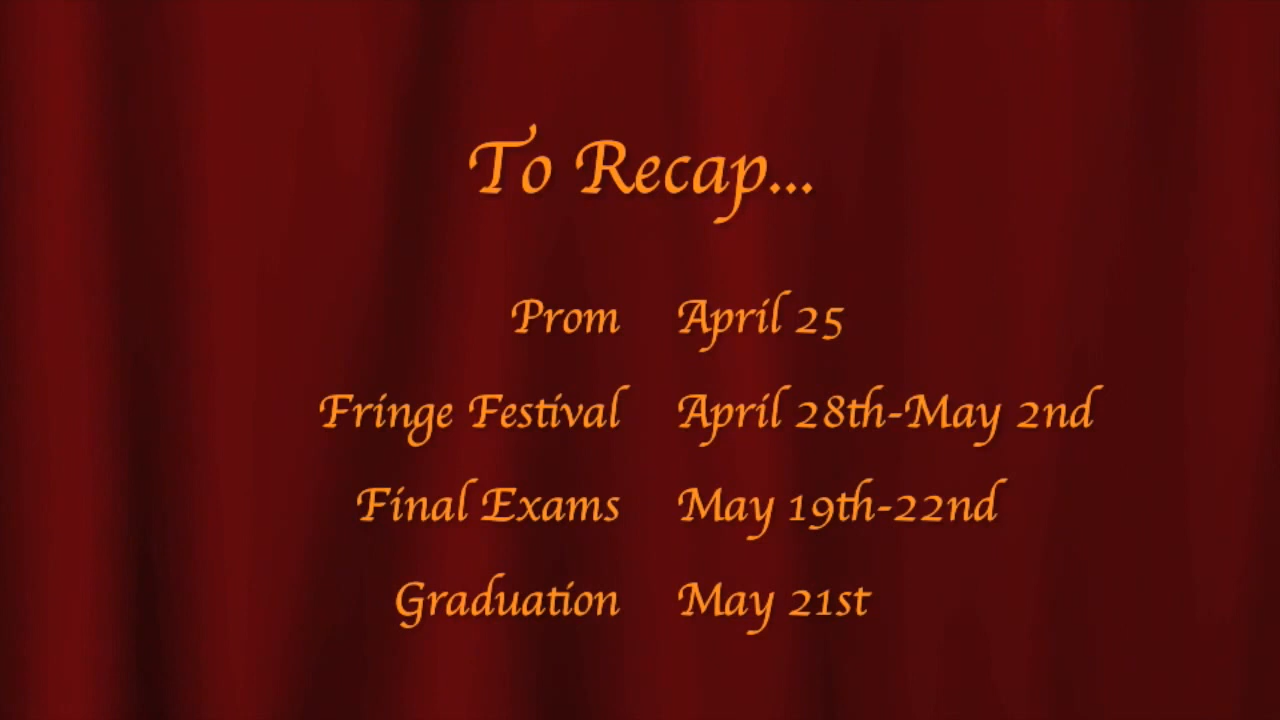 To Recap...
Prom April 25
Fringe Festival April 28th-May 2nd
Final Exams May 19th-22nd
Graduation May 21st